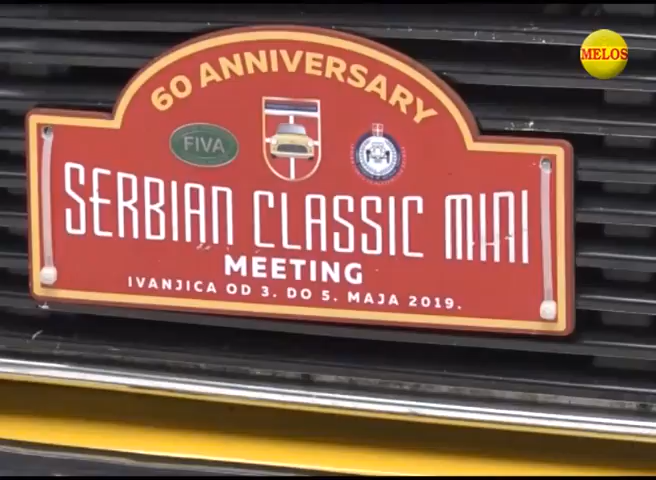 MELOS
60 ANNIVERSARY
FIVA
SERBIAN CLASSIC MINI
MEETING
IVANJICA OD 3. DO 5. MAJA 2019.